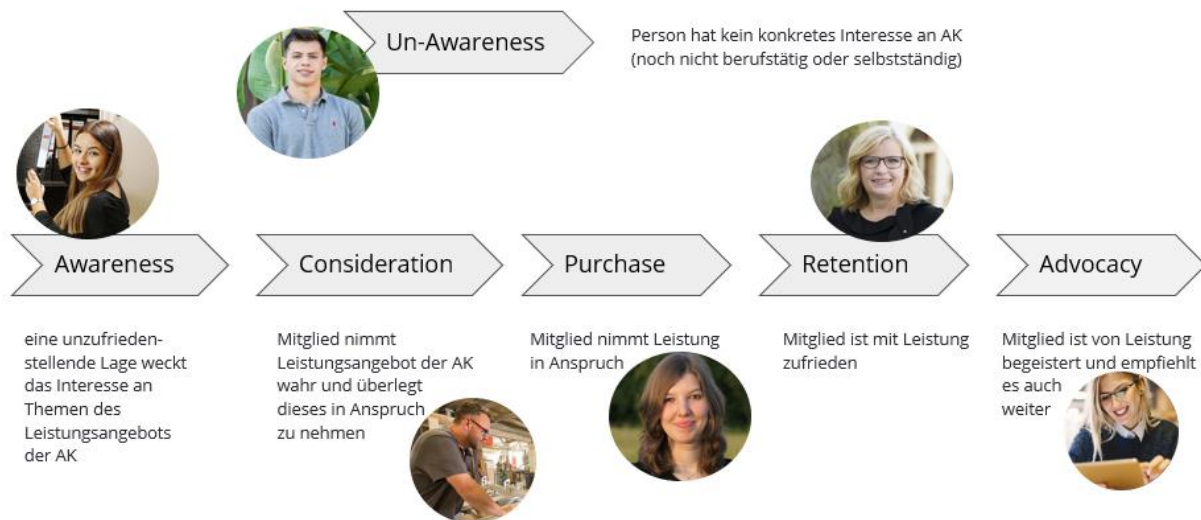 Un-Awareness
Person hat kein konkretes Interesse an AK
(noch nicht berufstätig oder selbstständig)
Awareness
Consideration
Purchase
Retention
Advocacy
eine unzufrieden-
stellende Lage weckt
das Interesse an
Themen des
Leistungsangebots
der AK
Mitglied nimmt
Leistungsangebot der AK
wahr und überlegt
dieses in Anspruch
zu nehmen
Mitglied nimmt Leistung
in Anspruch
Mitglied ist mit Leistung
zufrieden
Mitglied ist von Leistung
begeistert und empfiehlt
es auch
weiter